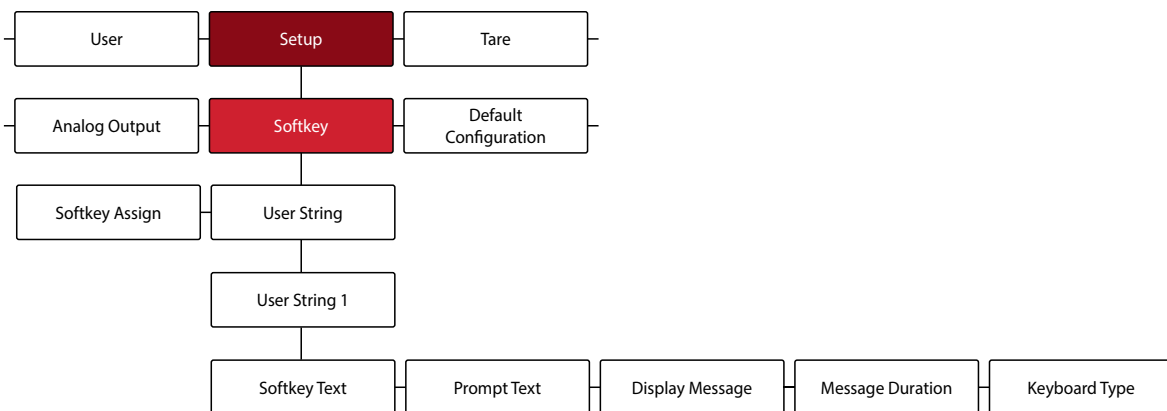 User
Setup
Tare
Analog Output
Softkey
Default
Configuration
Softkey Assign
User String
User String 1
Softkey Text
Prompt Text
Display Message
Message Duration
Keyboard Type